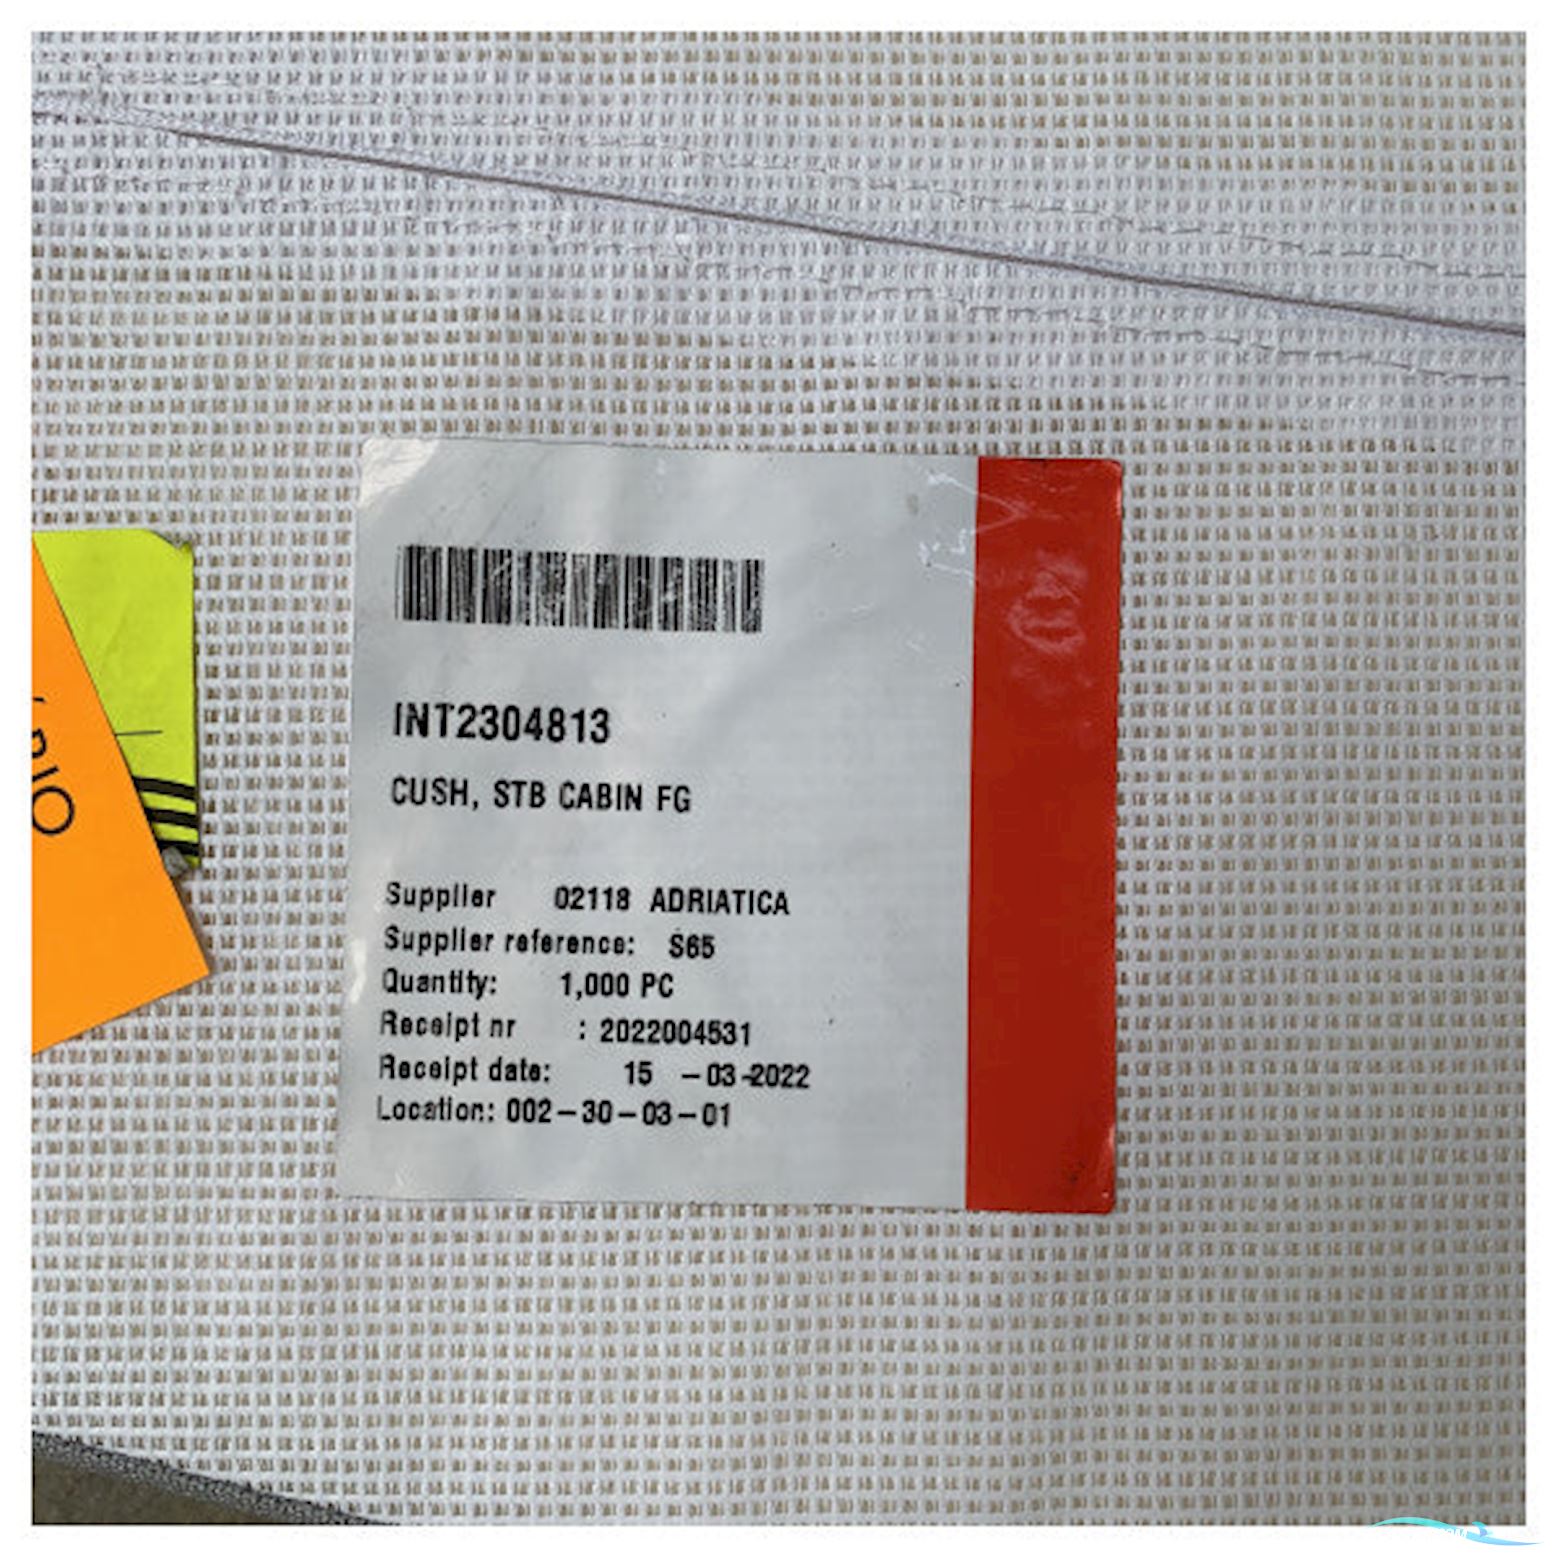 INT2304813
CUSH, STB CABIN FG
Supplier 02118 ADRIATICA
Supplier reference: S65
Quantity: 1,000 PC
Receipt nr : 2022004531
Receipt date: 15 -03-2022
Location: 002-30-03-01